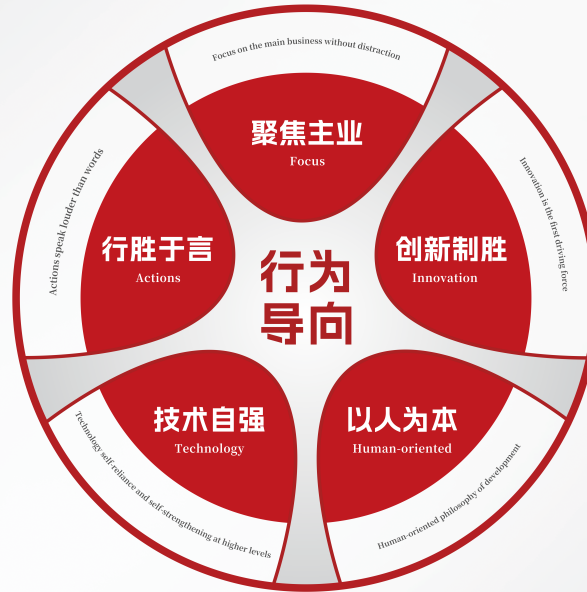 Focus on the main business without distraction
聚焦主业
Focus
Innovation is the first driving force
创新制胜
Innovation
Human-oriented philosophy of development
以人为本
Human-oriented
Technology self-reliance and self-strengthening at higher levels
技术自强
Technology
Actions speak louder than words
行胜于言
Actions
行为
导向